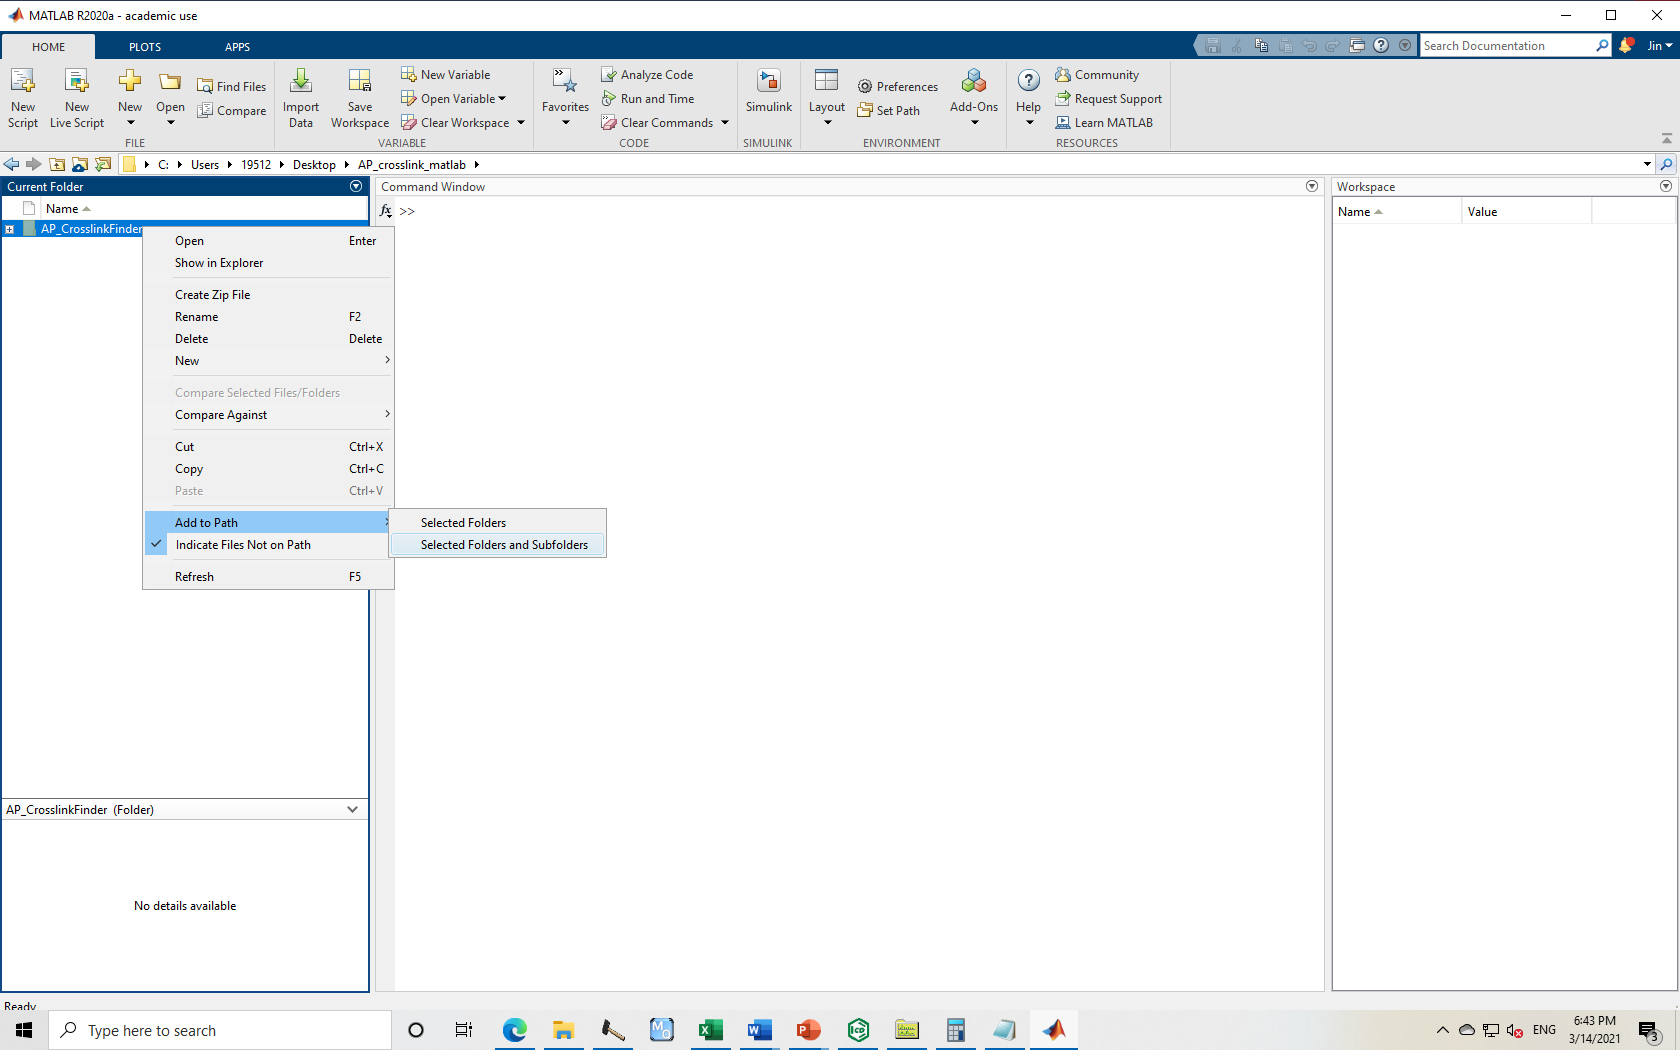 MATLAB R2020a - academic use
HOME PLOTS APPS
Search Documentation
Jin
New Script
New Live Script
New
Open
Find Files
Compare
FILE
Import Data
Save Workspace
New Variable
Open Variable
Clear Workspace
VARIABLE
Favorites
Analyze Code
Run and Time
Clear Commands
CODE
Simulink
SIMULINK
Layout
Preferences
Set Path
Add-Ons
ENVIRONMENT
Help
Community
Request Support
Learn MATLAB
RESOURCES
C: Users 19512 Desktop AP_crosslink_matlab
Current Folder
Name
AP_CrosslinkFinder
Open Enter
Show in Explorer
Create Zip File
Rename F2
Delete Delete
New
Compare Selected Files/Folders
Compare Against
Cut Ctrl+X
Copy Ctrl+C
Paste Ctrl+V
Add to Path
Indicate Files Not on Path
Refresh F5
Selected Folders
Selected Folders and Subfolders
AP_CrosslinkFinder (Folder)
No details available
Command Window
fx >>
Workspace
Name Value
Ready
Type here to search
ENG
6:43 PM
3/14/2021
3